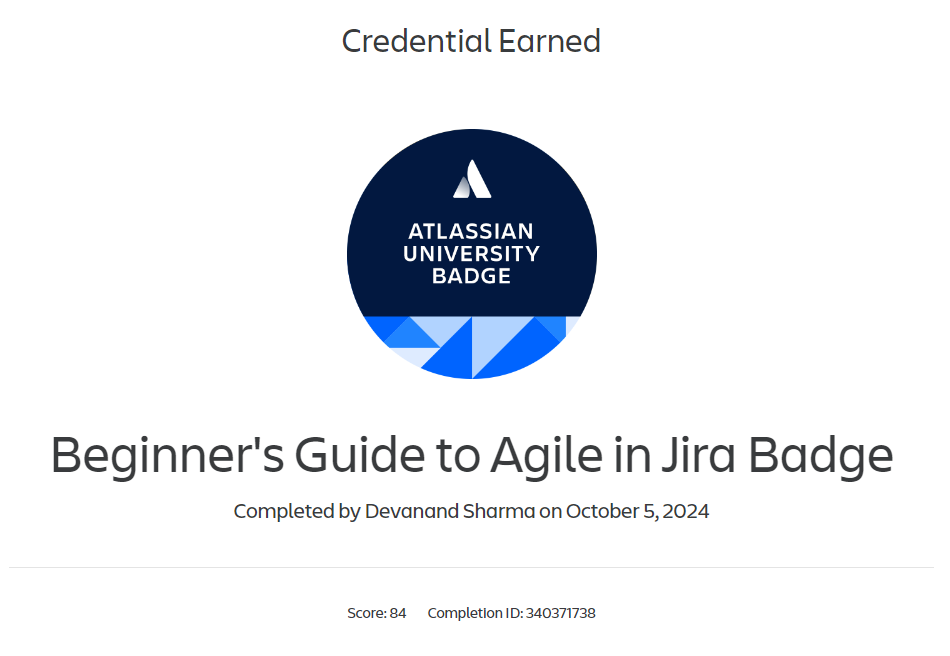 Credential Earned
ATLASSIAN
UNIVERSITY
BADGE
Beginner's Guide to Agile in Jira Badge
Completed by Devanand Sharma on October 5, 2024
Score: 84 Completion ID: 340371738